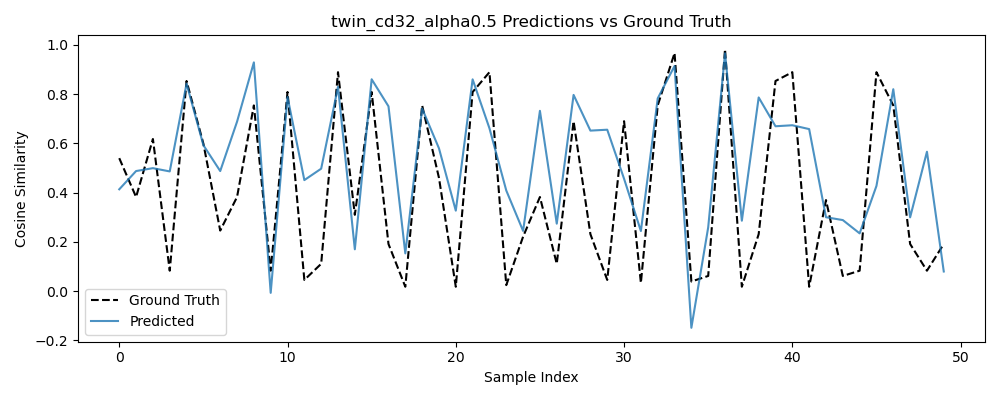 twin_cd32_alpha0.5 Predictions vs Ground Truth
Cosine Similarity
1.0
0.8
0.6
0.4
0.2
0.0
−0.2
Ground Truth
Predicted
0
10
20
30
40
50
Sample Index